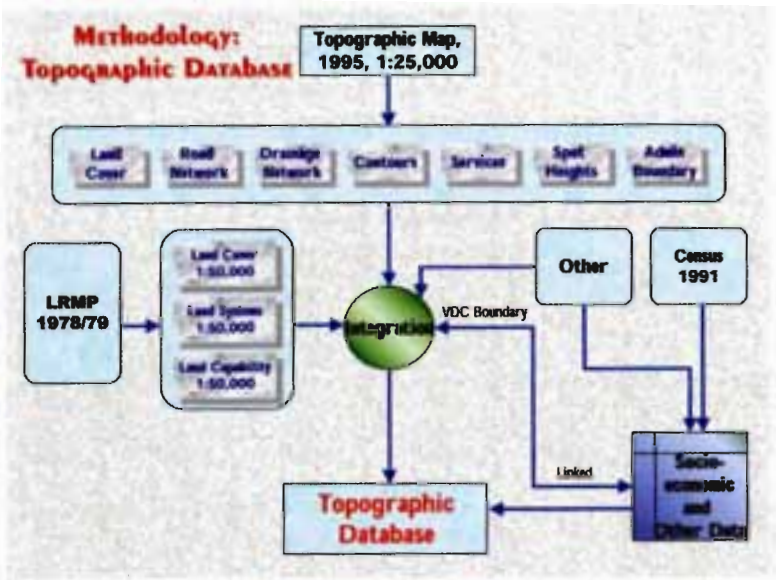 Methodology:
Topographic Database
Topographic Map,
1995, 1:25,000
Land
Cover
Road
Network
Drainage
Network
Contours
Services
Spot
Heights
Admin
Boundary
LRMP
1978/79
Land Cover
1:50,000
Land Systems
1:50,000
Land Capability
1:50,000
Integration
VDC Boundary
Other
Census
1991
Linked
Socio-
economic
and
Other Data
Topographic
Database